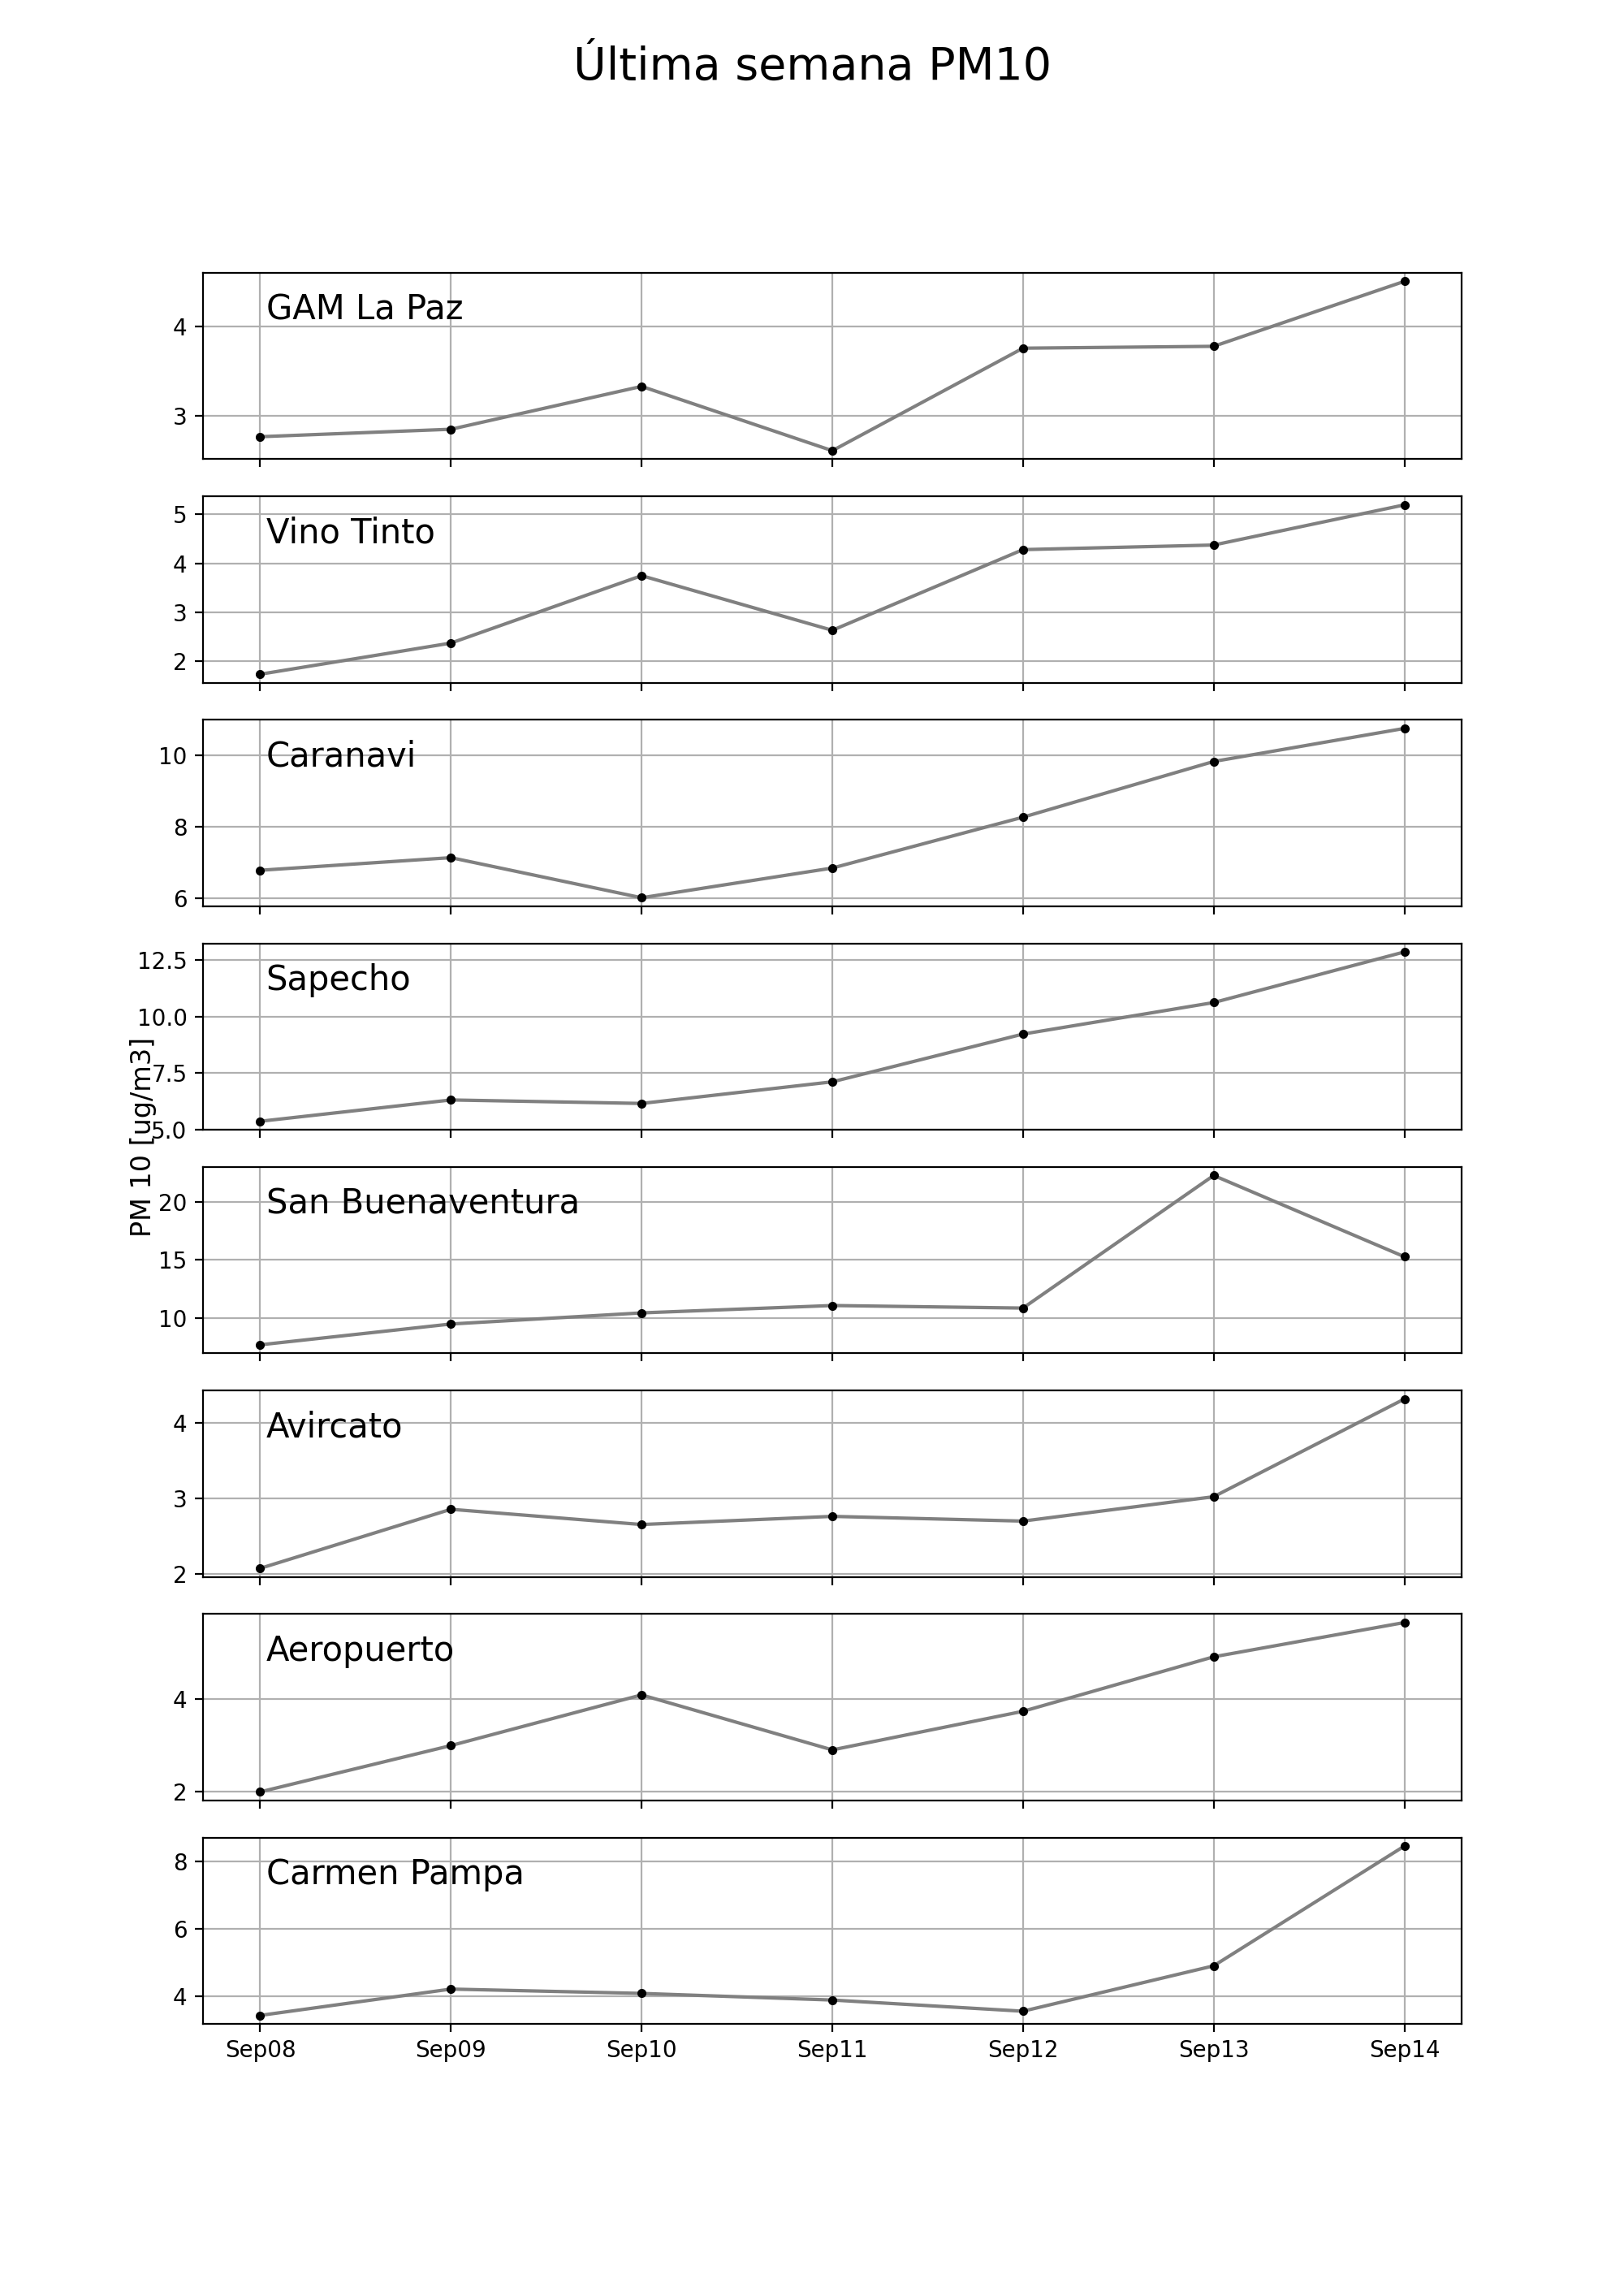 Última semana PM10
GAM La Paz
4
3
Vino Tinto
5
4
3
2
Caranavi
10
8
6
Sapecho
12.5
10.0
7.5
5.0
PM 10 [ug/m3]
San Buenaventura
20
15
10
Avircato
4
3
2
Aeropuerto
4
2
Carmen Pampa
8
6
4
Sep08 Sep09 Sep10 Sep11 Sep12 Sep13 Sep14